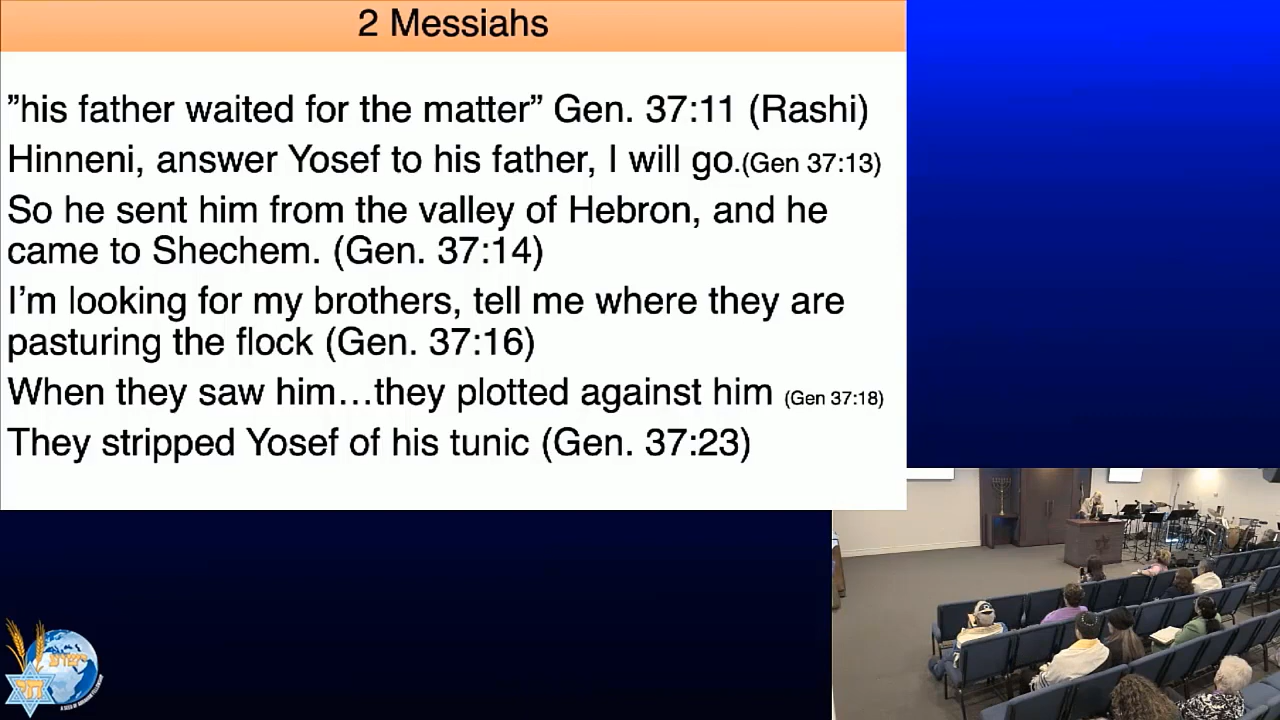 2 Messiahs
”his father waited for the matter” Gen. 37:11 (Rashi)
Hinneni, answer Yosef to his father, I will go.(Gen 37:13)
So he sent him from the valley of Hebron, and he
came to Shechem. (Gen. 37:14)
I’m looking for my brothers, tell me where they are
pasturing the flock (Gen. 37:16)
When they saw him…they plotted against him (Gen 37:18)
They stripped Yosef of his tunic (Gen. 37:23)
ישוע
חי